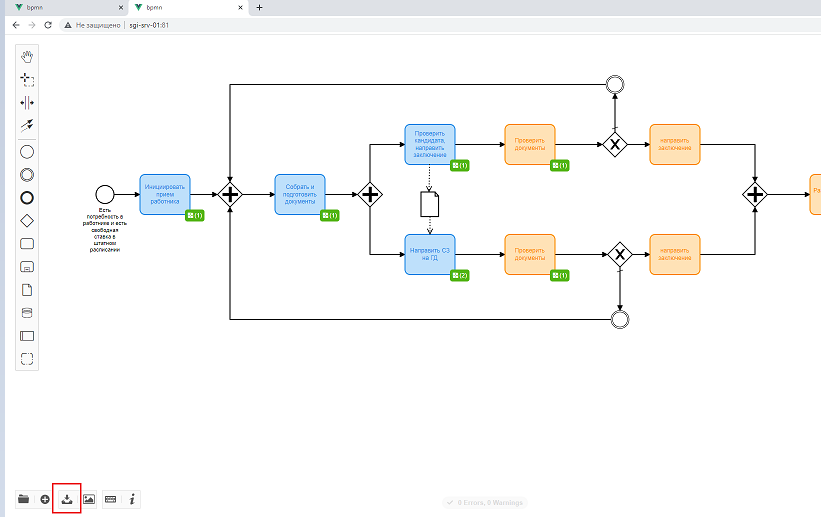 bpmn
bpmn
Не защищено
sgi-srv-01:81
Проверить
кандидата,
направить
заключение
(1)
Проверить
документы
(1)
направить
заключение
Инициировать
прием
работника
(1)
Собрать и
подготовить
документы
(1)
Есть
потребность в
работнике и есть
свободная
ставка в
штатном
расписании
Направить СЗ
на ГД
(2)
Проверить
документы
(1)
направить
заключение
0 Errors, 0 Warnings